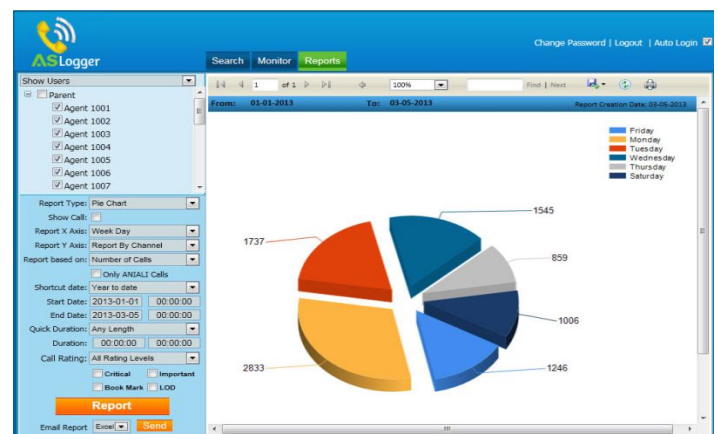 ASLogger
Change Password | Logout | Auto Login
Search Monitor Reports
Show Users
Parent
Agent 1001
Agent 1002
Agent 1003
Agent 1004
Agent 1005
Agent 1006
Agent 1007
Report Type: Pie Chart
Show Call:
Report X Axis: Week Day
Report Y Axis: Report By Channel
Report based on: Number of Calls
Only ANIALI Calls
Shortcut date: Year to date
Start Date: 2013-01-01 00:00:00
End Date: 2013-03-05 00:00:00
Quick Duration: Any Length
Duration: 00:00:00 00:00:00
Call Rating: All Rating Levels
Critical Important
Book Mark LOD
Report
Email Report Excel Send
1 of 1 100% Find | Next
From: 01-01-2013 To: 03-05-2013 Report Creation Date: 03-05-2013
Friday
Monday
Tuesday
Wednesday
Thursday
Saturday
1545
1737
859
1006
2833
1246